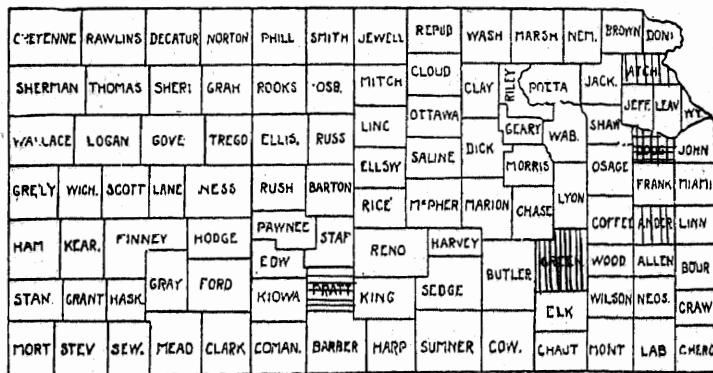 CHEYENNE RAWLINS DECATUR NORTON PHILL SMITH JEWELL REPUB WASH MARSH NEM. BROWN DONI
SHERMAN THOMAS SHERI GRAH ROOKS OSB. MITCH CLOUD CLAY RILEY POTTA JACK. ATCH
JEFF. LEAV WY.
WALLACE LOGAN GOVE TREGO ELLIS. RUSS LINC OTTAWA DICK GEARY WAB. SHAW DOUG JOHN
ELLSW SALINE MORRIS OSAGE
GRELY WICH. SCOTT LANE NESS RUSH BARTON RICE McPHER MARION CHASE LYON FRANK MIAMI
HAM KEAR. FINNEY HODGE PAWNEE STAF RENO HARVEY COFFEE ANDER LINN
EDW BUTLER GREEN WOOD ALLEN BOUR
STAN. GRANT HASK. GRAY FORD KIOWA PRATT KING SEDGE ELK WILSON NEOS. CRAW
MORT STEV SEW. MEAD CLARK COMAN. BARBER HARP SUMNER COW. CHAUT MONT LAB CHERO